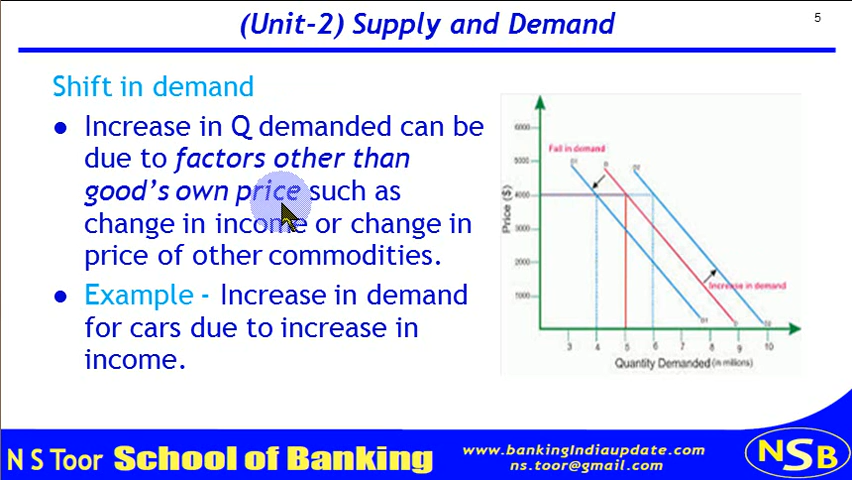 (Unit-2) Supply and Demand
5
Shift in demand
● Increase in Q demanded can be
due to factors other than
good's own price such as
change in income or change in
price of other commodities.
● Example - Increase in demand
for cars due to increase in
income.
6000
5000
4000
3000
2000
1000
Price ($)
Fall in demand
D1
D
D2
Increase in demand
D1
D
D2
3 4 5 6 7 8 9 10
Quantity Demanded (in millions)
N S Toor School of Banking
www.bankingIndiaupdate.com
ns.toor@gmail.com
NSB